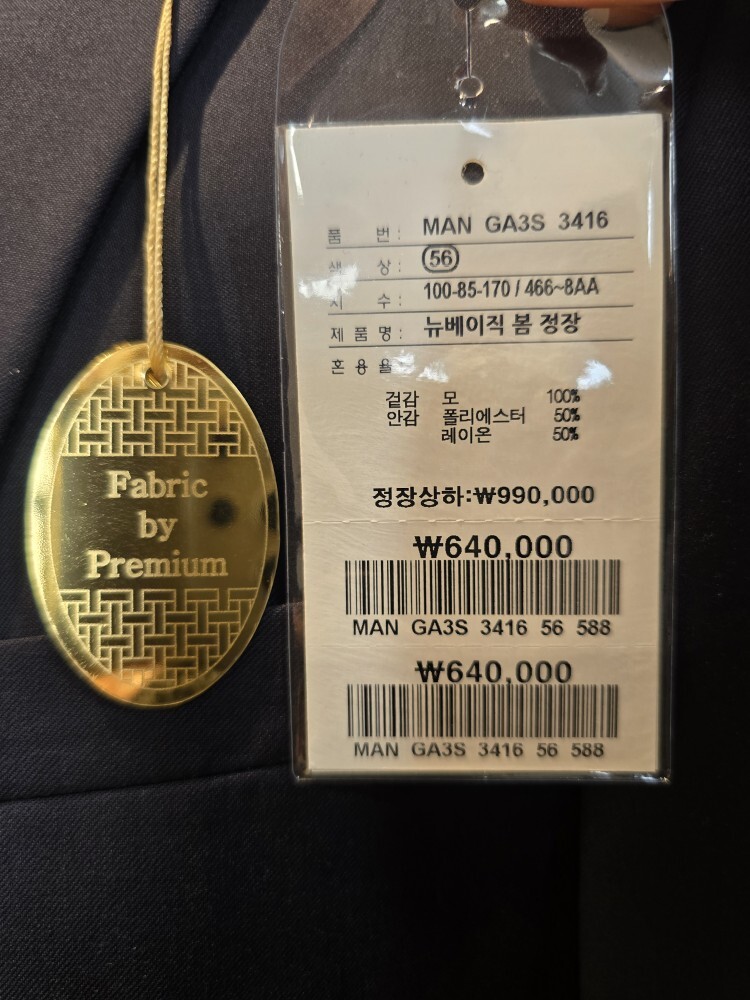 Fabric
by
Premium
품 번 : MAN GA3S 3416
색 상 : 56
치 수 : 100-85-170 / 466~8AA
제 품 명 : 뉴베이직 봄 정장
혼 용 율
겉감 모 100%
안감 폴리에스터 50%
레이온 50%
정장상하:₩990,000
₩640,000
MAN GA3S 3416 56 588
₩640,000
MAN GA3S 3416 56 588